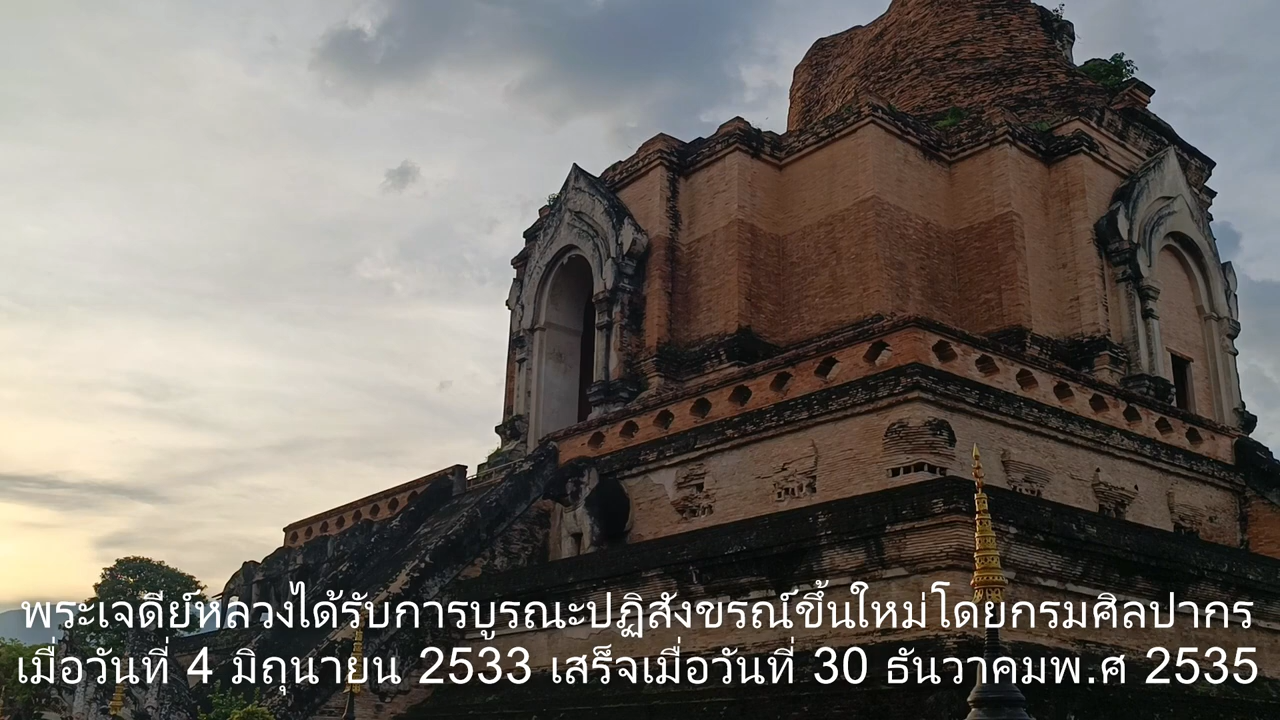 พระเจดีย์หลวงได้รับการบูรณะปฏิสังขรณ์ขึ้นใหม่โดยกรมศิลปากร
เมื่อวันที่ 4 มิถุนายน 2533 เสร็จเมื่อวันที่ 30 ธันวาคมพ.ศ 2535